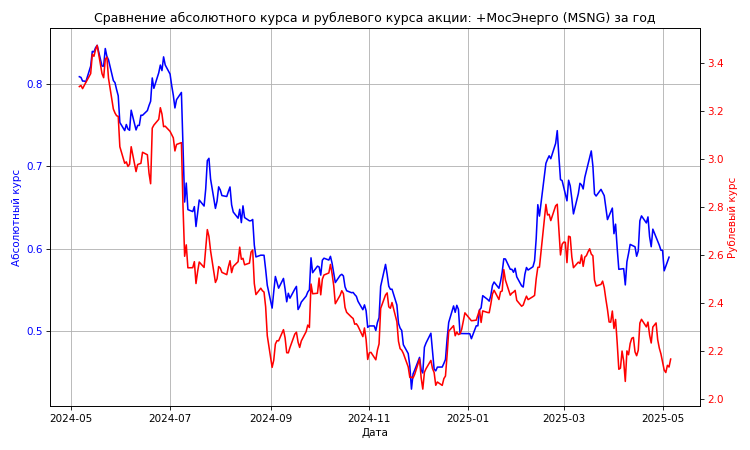 Сравнение абсолютного курса и рублевого курса акции: +МосЭнерго (MSNG) за год
Абсолютный курс
0.8
0.7
0.6
0.5
3.4
3.2
3.0
2.8
2.6
2.4
2.2
2.0
Рублевый курс
2024-05 2024-07 2024-09 2024-11 2025-01 2025-03 2025-05
Дата